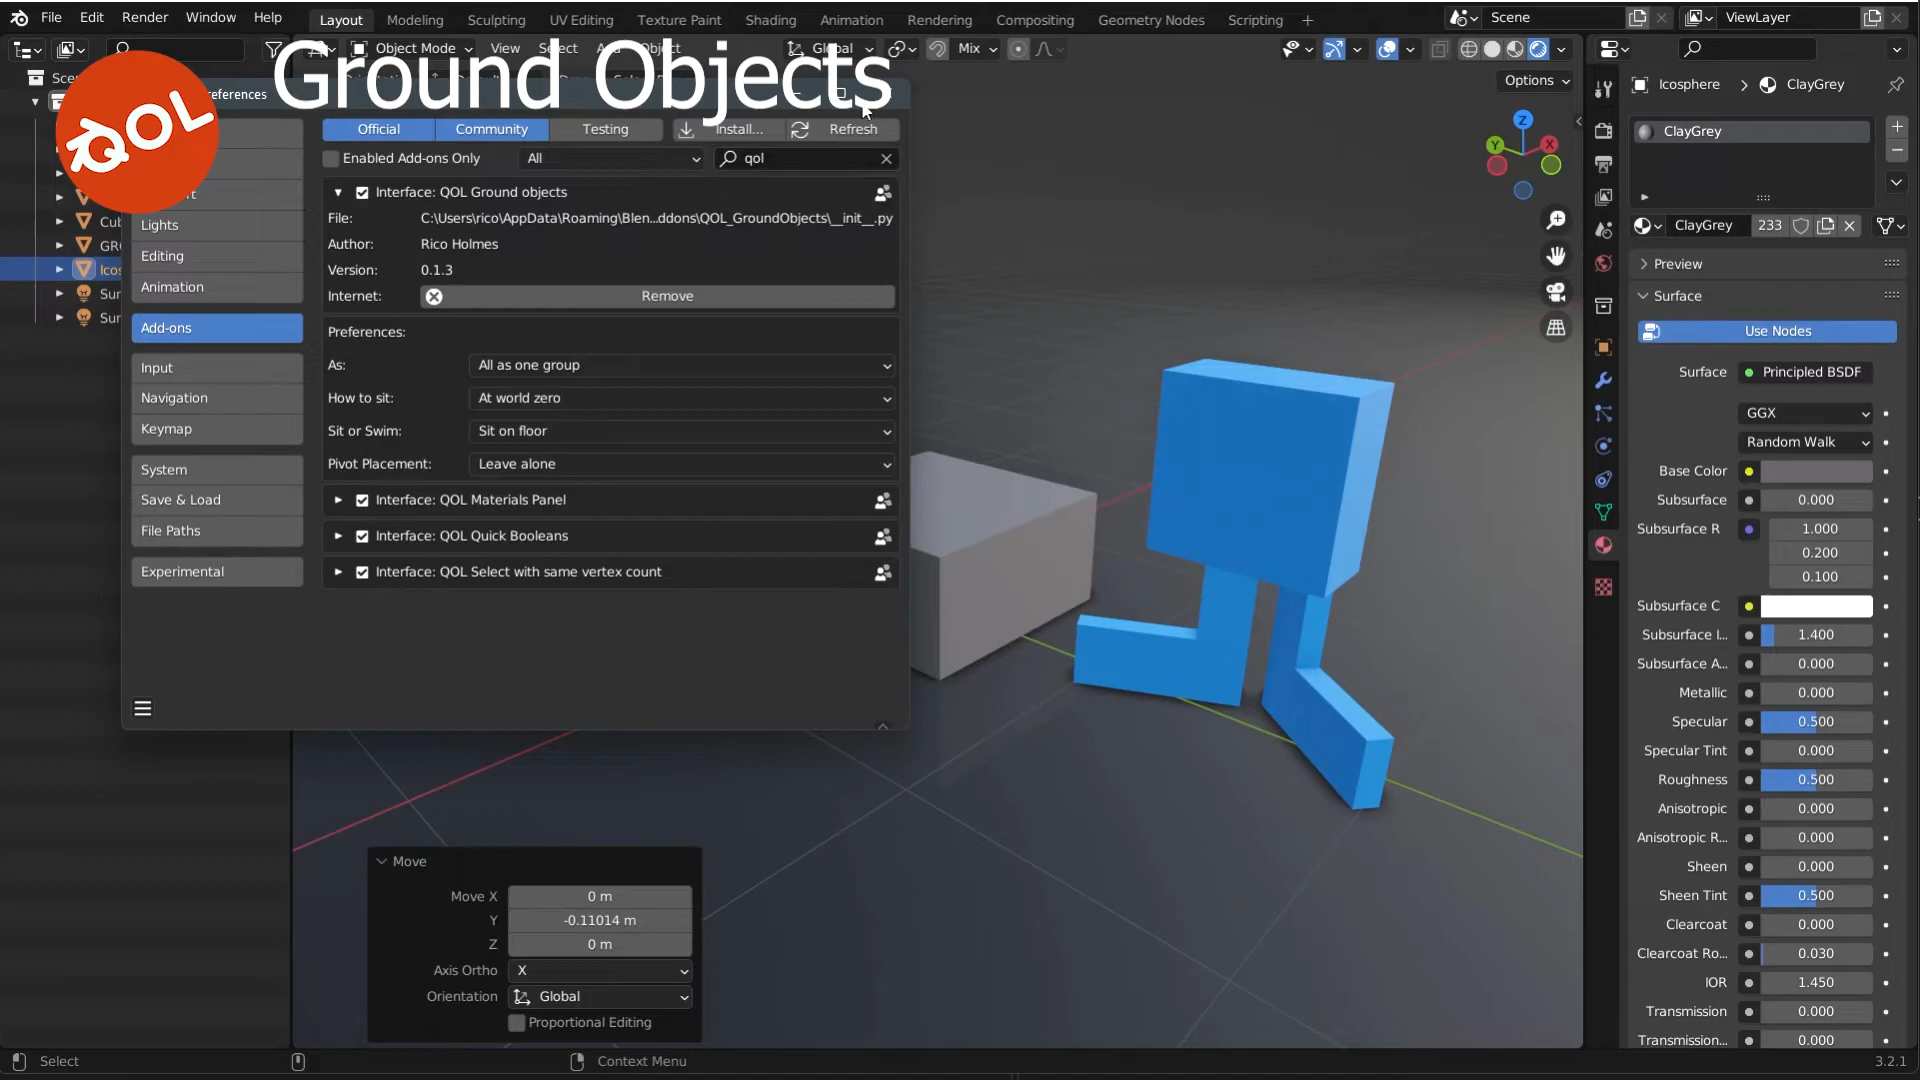 File Edit Render Window Help Layout Modeling Sculpting UV Editing Texture Paint Shading Animation Rendering Compositing Geometry Nodes Scripting + Scene ViewLayer
Object Mode View Select Object Global Mix
Ground Objects
QOL
Options
references
Official Community Testing Install... Refresh
Enabled Add-ons Only All qol
Lights
Editing
Animation
Add-ons
Input
Navigation
Keymap
System
Save & Load
File Paths
Experimental
Interface: QOL Ground objects
File: C:\Users\rico\AppData\Roaming\Blen...ddons\QOL_GroundObjects\__init__.py
Author: Rico Holmes
Version: 0.1.3
Internet: Remove
Preferences:
As: All as one group
How to sit: At world zero
Sit or Swim: Sit on floor
Pivot Placement: Leave alone
Interface: QOL Materials Panel
Interface: QOL Quick Booleans
Interface: QOL Select with same vertex count
Cu
GR
Ico
Sur
Sur
Z
Y X
Move
Move X 0 m
Y -0.11014 m
Z 0 m
Axis Ortho X
Orientation Global
Proportional Editing
Icosphere > ClayGrey
ClayGrey
ClayGrey 233
Preview
Surface
Use Nodes
Surface Principled BSDF
GGX
Random Walk
Base Color
Subsurface 0.000
Subsurface R 1.000
0.200
0.100
Subsurface C
Subsurface I... 1.400
Subsurface A... 0.000
Metallic 0.000
Specular 0.500
Specular Tint 0.000
Roughness 0.500
Anisotropic 0.000
Anisotropic R... 0.000
Sheen 0.000
Sheen Tint 0.500
Clearcoat 0.000
Clearcoat Ro... 0.030
IOR 1.450
Transmission 0.000
Transmission... 0.000
Select Context Menu 3.2.1